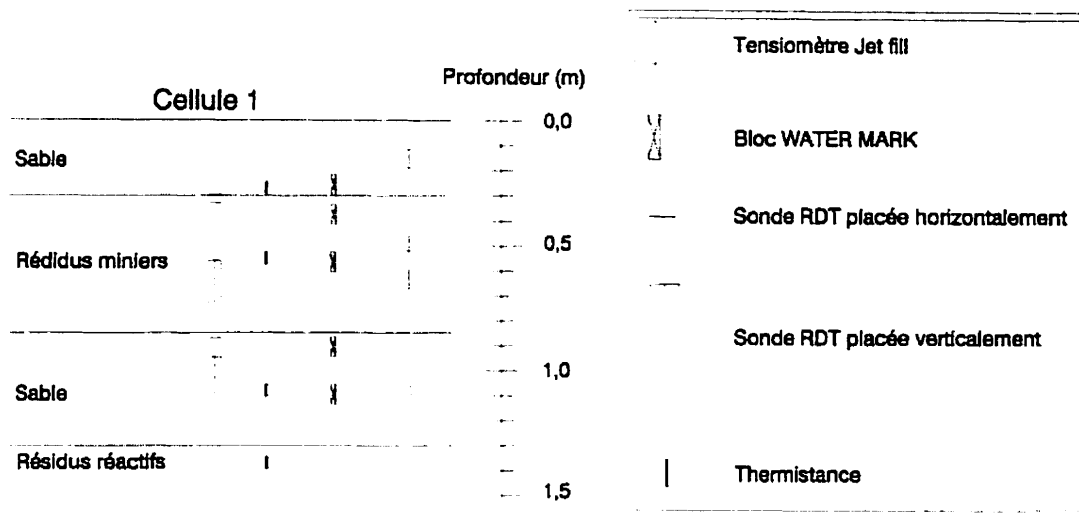 Cellule 1
Profondeur (m)
0,0
Sable
Rédidus miniers
0,5
Sable
1,0
Résidus réactifs
1,5
Tensiomètre Jet fill
Bloc WATER MARK
Sonde RDT placée horizontalement
Sonde RDT placée verticalement
Thermistance